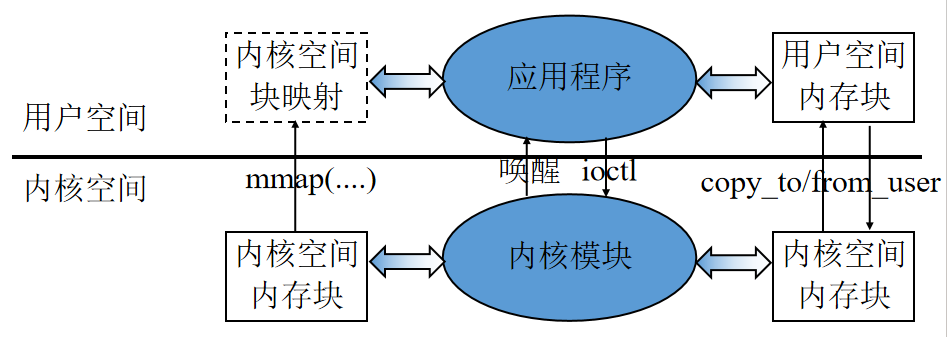 内核空间
块映射
应用程序
用户空间
内存块
用户空间
内核空间
mmap(....)
唤醒
ioctl
copy_to/from_user
内核空间
内存块
内核模块
内核空间
内存块